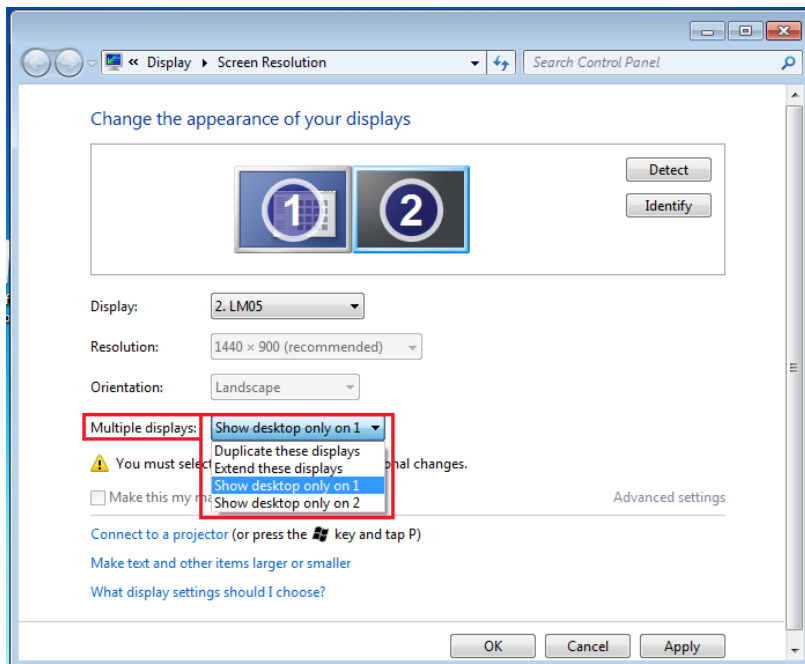 « Display ▸ Screen Resolution
Search Control Panel
Change the appearance of your displays
1 2
Detect
Identify
Display: 2. LM05
Resolution: 1440 × 900 (recommended)
Orientation: Landscape
Multiple displays: Show desktop only on 1
Duplicate these displays
You must sele onal changes.
Extend these displays
Show desktop only on 1
Make this my m Advanced settings
Show desktop only on 2
Connect to a projector (or press the key and tap P)
Make text and other items larger or smaller
What display settings should I choose?
OK Cancel Apply